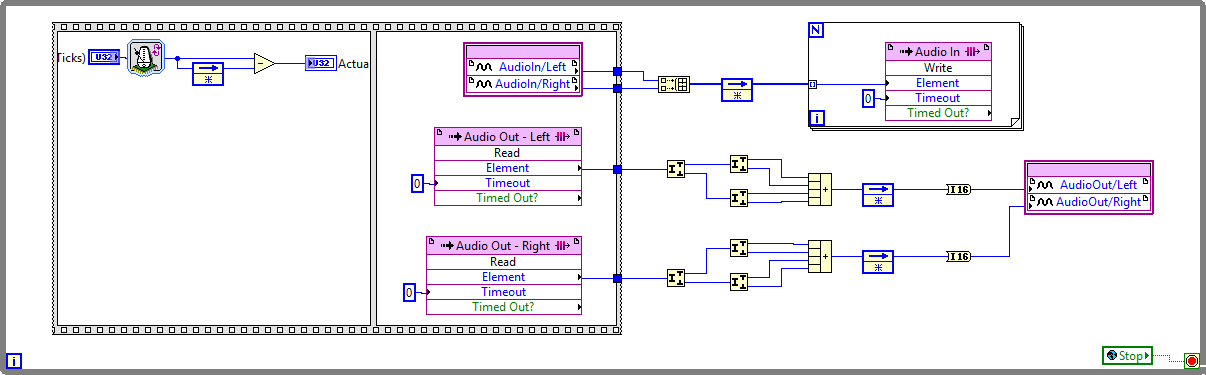 Ticks)
U32
U32
Actua
AudioIn/Left
AudioIn/Right
Audio Out - Left
Read
Element
Timeout
Timed Out?
0
Audio Out - Right
Read
Element
Timeout
Timed Out?
0
N
Audio In
Write
Element
Timeout
Timed Out?
0
i
I16
I16
AudioOut/Left
AudioOut/Right
i
Stop